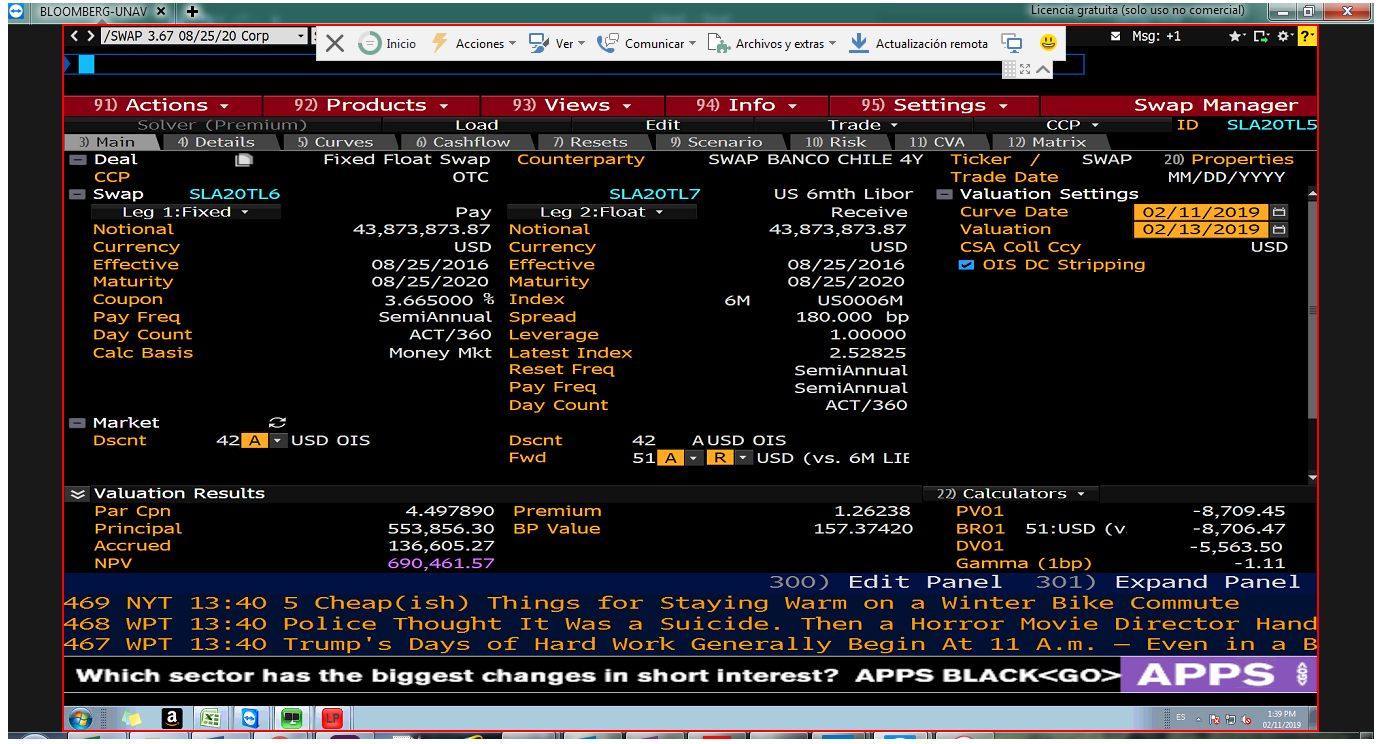 BLOOMBERG-UNAV × + Licencia gratuita (solo uso no comercial)
< > /SWAP 3.67 08/25/20 Corp Inicio Acciones Ver Comunicar Archivos y extras Actualización remota Msg: +1 ?
91) Actions 92) Products 93) Views 94) Info 95) Settings Swap Manager
Solver (Premium) Load Edit Trade CCP ID SLA20TL5
3) Main 4) Details 5) Curves 6) Cashflow 7) Resets 9) Scenario 10) Risk 11) CVA 12) Matrix
Deal Fixed Float Swap Counterparty SWAP BANCO CHILE 4Y Ticker / SWAP 20) Properties
CCP OTC Trade Date MM/DD/YYYY
Swap SLA20TL6 SLA20TL7 US 6mth Libor Valuation Settings
Leg 1:Fixed Pay Leg 2:Float Receive Curve Date 02/11/2019
Notional 43,873,873.87 Notional 43,873,873.87 Valuation 02/13/2019
Currency USD Currency USD CSA Coll Ccy USD
Effective 08/25/2016 Effective 08/25/2016 OIS DC Stripping
Maturity 08/25/2020 Maturity 08/25/2020
Coupon 3.665000 % Index 6M US0006M
Pay Freq SemiAnnual Spread 180.000 bp
Day Count ACT/360 Leverage 1.00000
Calc Basis Money Mkt Latest Index 2.52825
Reset Freq SemiAnnual
Pay Freq SemiAnnual
Day Count ACT/360
Market
Dscnt 42 A USD OIS Dscnt 42 A USD OIS
Fwd 51 A R USD (vs. 6M LIE
Valuation Results 22) Calculators
Par Cpn 4.497890 Premium 1.26238 PV01 -8,709.45
Principal 553,856.30 BP Value 157.37420 BR01 51:USD (v. -8,706.47
Accrued 136,605.27 DV01 -5,563.50
NPV 690,461.57 Gamma (1bp) -1.11
300) Edit Panel 301) Expand Panel
469 NYT 13:40 5 Cheap(ish) Things for Staying Warm on a Winter Bike Commute
468 WPT 13:40 Police Thought It Was a Suicide. Then a Horror Movie Director Hand
467 WPT 13:40 Trump's Days of Hard Work Generally Begin At 11 A.m. — Even in a B
Which sector has the biggest changes in short interest? APPS BLACK<GO> APPS
a LP ES 1:39 PM
02/11/2019